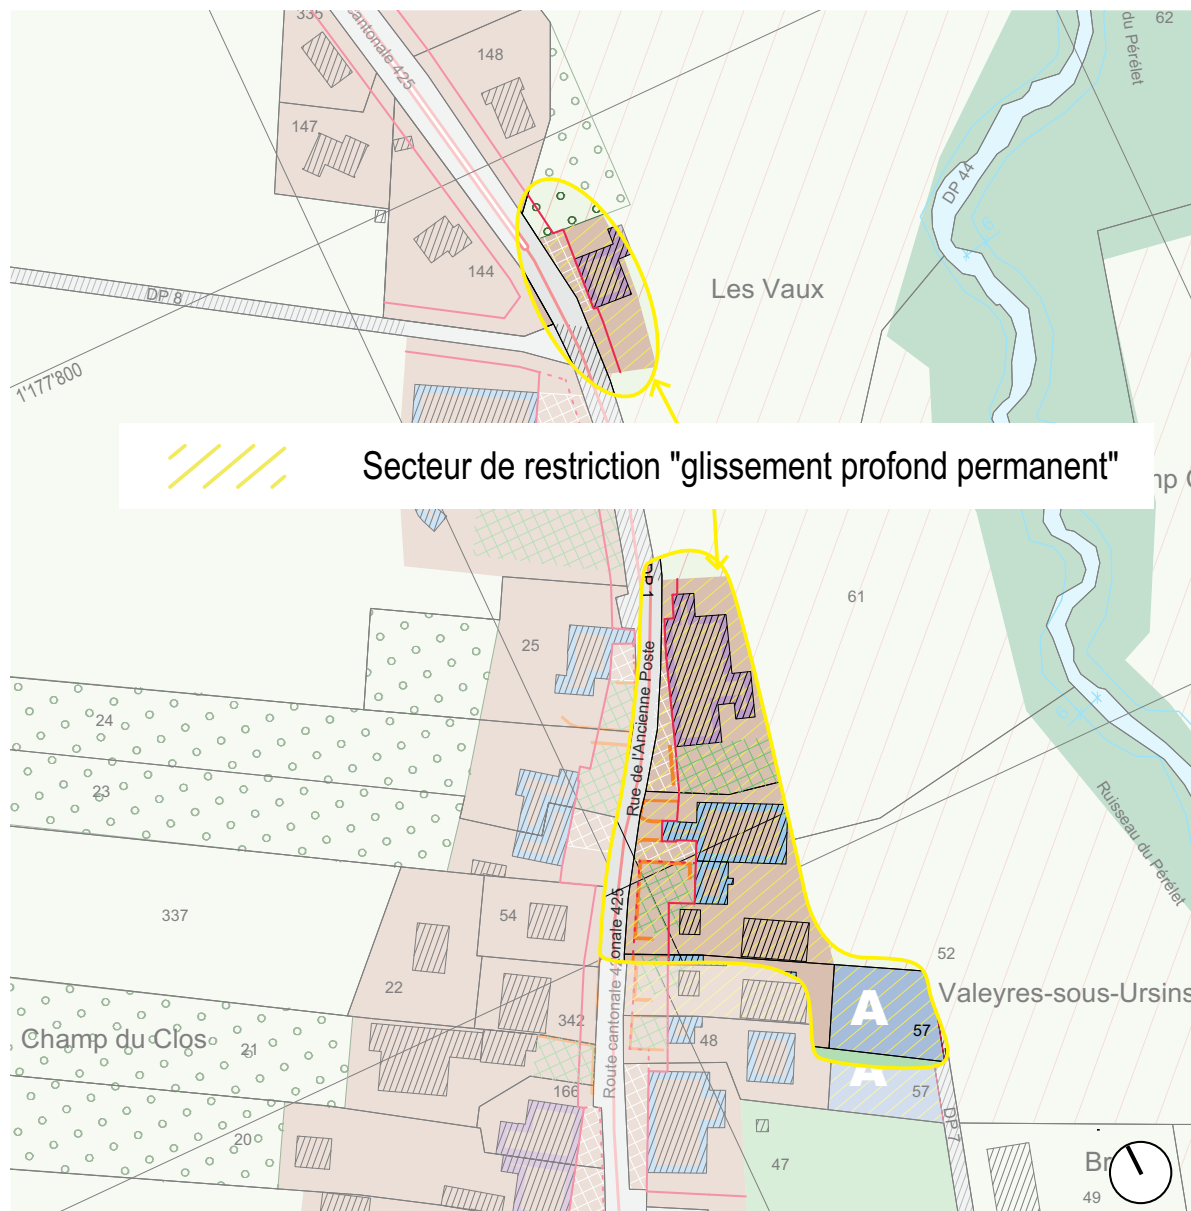 335
cantonale 425
148
du Pérélet
62
147
DP 44
144
DP 8
Les Vaux
1'177'800
Secteur de restriction "glissement profond permanent"
DP 1
61
25
Rue de l'Ancienne Poste
24
23
Ruisseau du Pérélet
337
54
onale 425
52
22
Valeyres-sous-Ursins
A
57
342
Route cantonale 42
Champ du Clos
21
48
A
57
166
DP 7
20
47
49